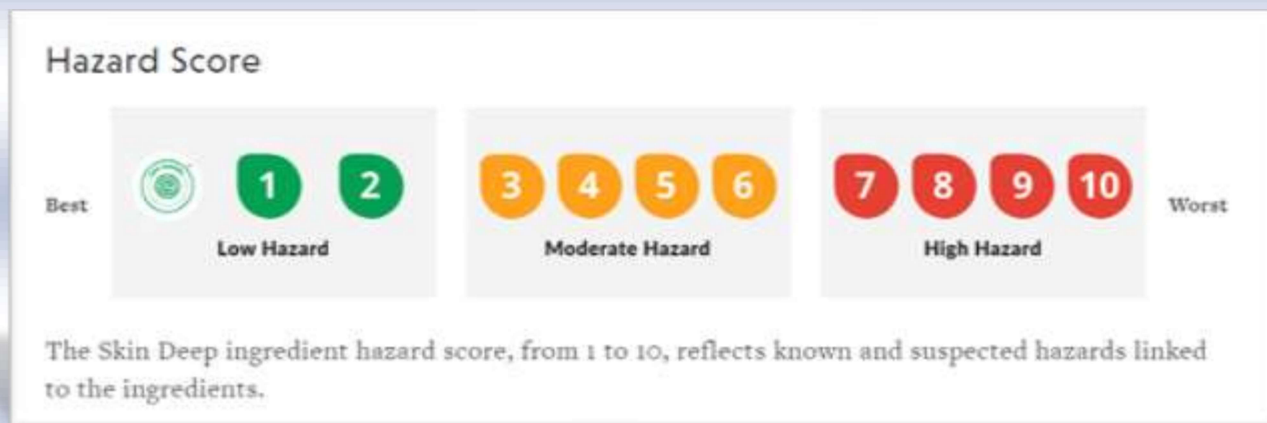 Hazard Score
Best
1 2
Low Hazard
3 4 5 6
Moderate Hazard
7 8 9 10
High Hazard
Worst
The Skin Deep ingredient hazard score, from 1 to 10, reflects known and suspected hazards linked
to the ingredients.